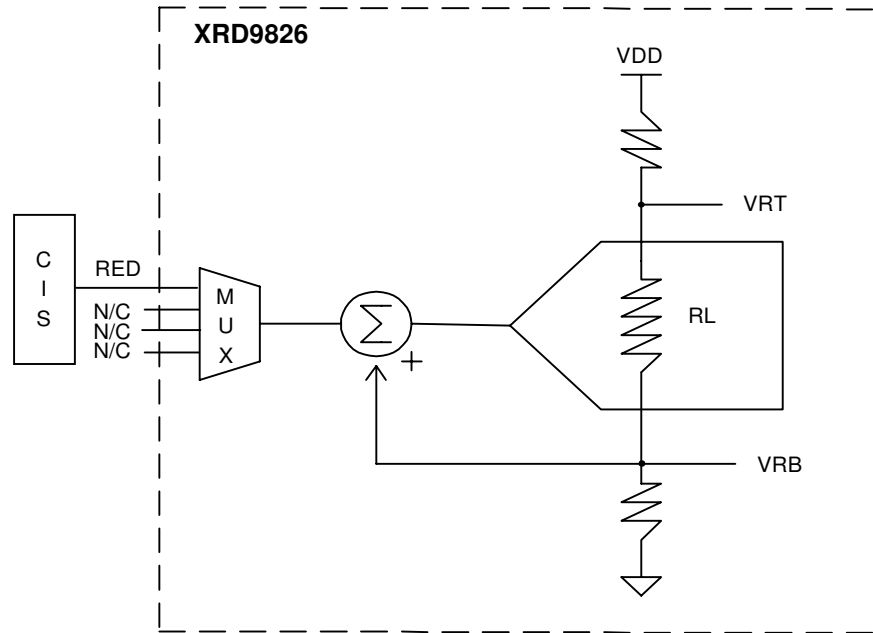 XRD9826
VDD
VRT
C
I
S
RED
N/C
N/C
N/C
M
U
X
Σ
+
RL
VRB